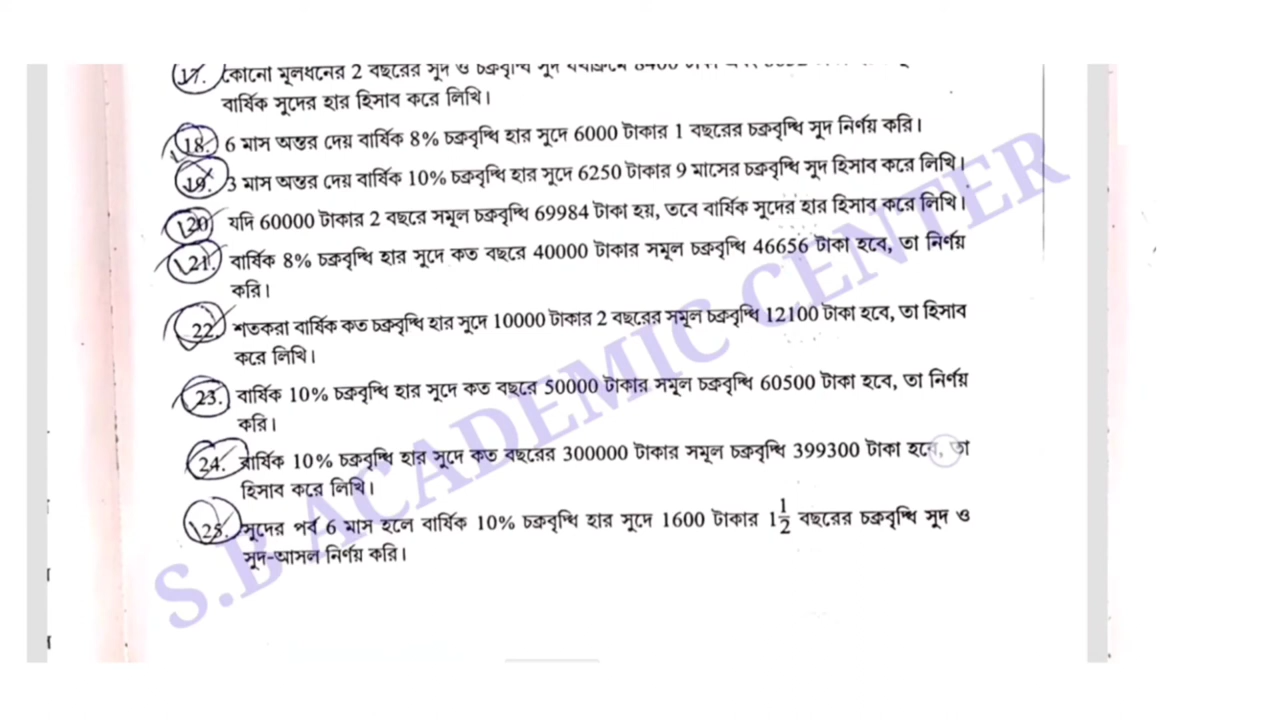 17. কোনো মূলধনের 2 বছরের সুদ ও চক্রবৃদ্ধি সুদ যথাক্রমে 8400 টাকা এবং
বার্ষিক সুদের হার হিসাব করে লিখি।
18. 6 মাস অন্তর দেয় বার্ষিক 8% চক্রবৃদ্ধি হার সুদে 6000 টাকার 1 বছরের চক্রবৃদ্ধি সুদ নির্ণয় করি।
19. 3 মাস অন্তর দেয় বার্ষিক 10% চক্রবৃদ্ধি হার সুদে 6250 টাকার 9 মাসের চক্রবৃদ্ধি সুদ হিসাব করে লিখি।
20. যদি 60000 টাকার 2 বছরে সমূল চক্রবৃদ্ধি 69984 টাকা হয়, তবে বার্ষিক সুদের হার হিসাব করে লিখি।
21. বার্ষিক 8% চক্রবৃদ্ধি হার সুদে কত বছরে 40000 টাকার সমূল চক্রবৃদ্ধি 46656 টাকা হবে, তা নির্ণয়
করি।
22. শতকরা বার্ষিক কত চক্রবৃদ্ধি হার সুদে 10000 টাকার 2 বছরের সমূল চক্রবৃদ্ধি 12100 টাকা হবে, তা হিসাব
করে লিখি।
23. বার্ষিক 10% চক্রবৃদ্ধি হার সুদে কত বছরে 50000 টাকার সমূল চক্রবৃদ্ধি 60500 টাকা হবে, তা নির্ণয়
করি।
24. বার্ষিক 10% চক্রবৃদ্ধি হার সুদে কত বছরের 300000 টাকার সমূল চক্রবৃদ্ধি 399300 টাকা হবে, তা
হিসাব করে লিখি।
25. সুদের পর্ব 6 মাস হলে বার্ষিক 10% চক্রবৃদ্ধি হার সুদে 1600 টাকার 1 1/2 বছরের চক্রবৃদ্ধি সুদ ও
সুদ-আসল নির্ণয় করি।
S.B ACADEMIC CENTER